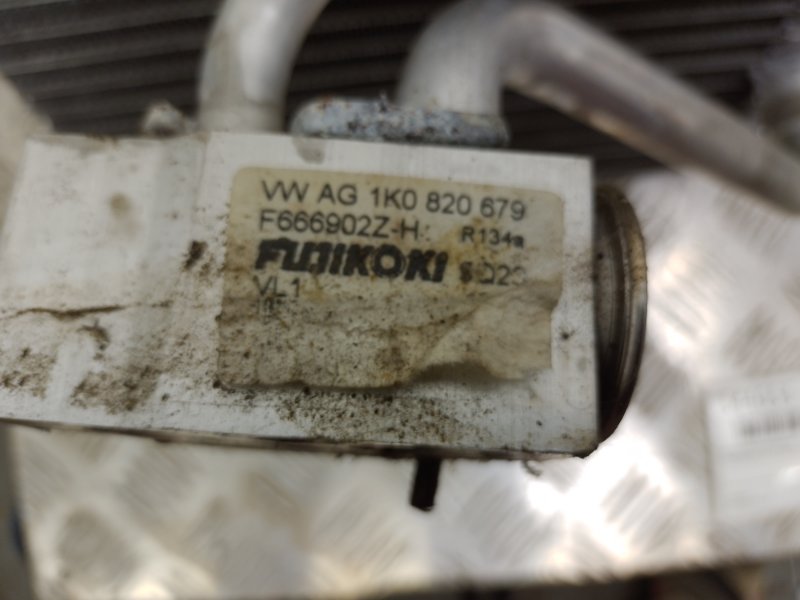 VW AG 1K0 820 679
F666902Z-H. R134a
FUJIKOKI
VL1